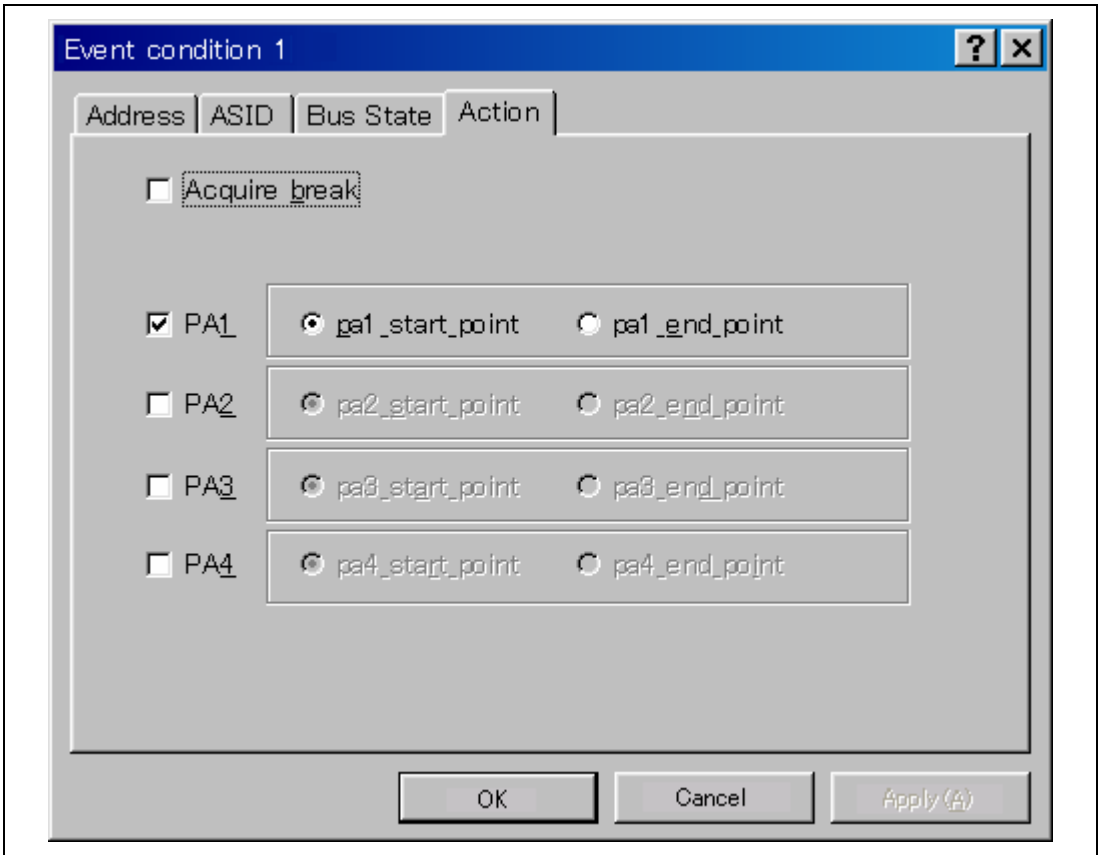 Event condition 1
Address ASID Bus State Action
Acquire break
PA1 pa1_start_point pa1_end_point
PA2 pa2_start_point pa2_end_point
PA3 pa3_start_point pa3_end_point
PA4 pa4_start_point pa4_end_point
OK Cancel Apply(A)